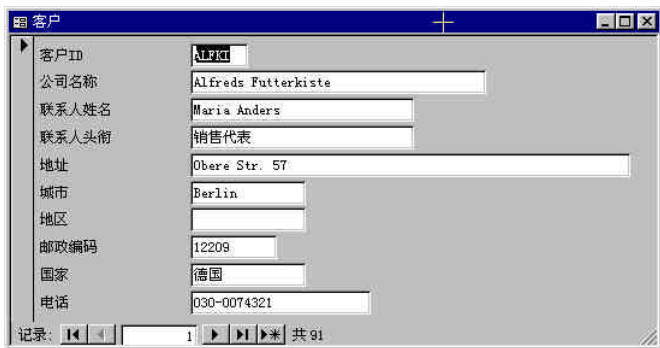 客户
客户ID ALFKI
公司名称 Alfreds Futterkiste
联系人姓名 Maria Anders
联系人头衔 销售代表
地址 Obere Str. 57
城市 Berlin
地区
邮政编码 12209
国家 德国
电话 030-0074321
记录: 1 共 91